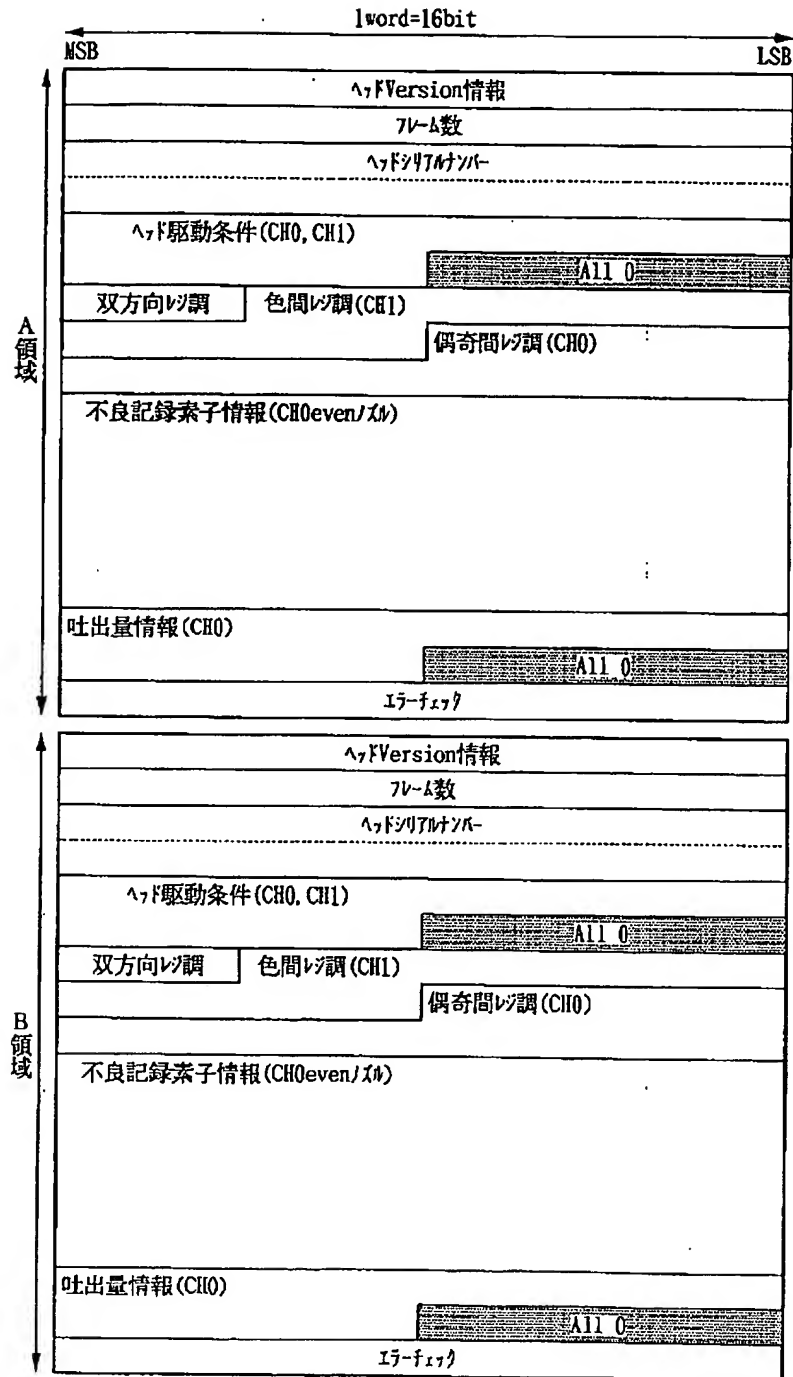 1word=16bit
MSB LSB
A領域
ﾍｯﾄﾞVersion情報
ﾌﾚｰﾑ数
ﾍｯﾄﾞｼﾘｱﾙﾅﾝﾊﾞｰ
ﾍｯﾄﾞ駆動条件(CH0,CH1)
All 0
双方向ﾚｼﾞ調 色間ﾚｼﾞ調(CH1)
偶奇間ﾚｼﾞ調(CH0)
不良記録素子情報(CH0evenﾉｽﾞﾙ)
吐出量情報(CH0)
All 0
ｴﾗｰﾁｪｯｸ
B領域
ﾍｯﾄﾞVersion情報
ﾌﾚｰﾑ数
ﾍｯﾄﾞｼﾘｱﾙﾅﾝﾊﾞｰ
ﾍｯﾄﾞ駆動条件(CH0,CH1)
All 0
双方向ﾚｼﾞ調 色間ﾚｼﾞ調(CH1)
偶奇間ﾚｼﾞ調(CH0)
不良記録素子情報(CH0evenﾉｽﾞﾙ)
吐出量情報(CH0)
All 0
ｴﾗｰﾁｪｯｸ